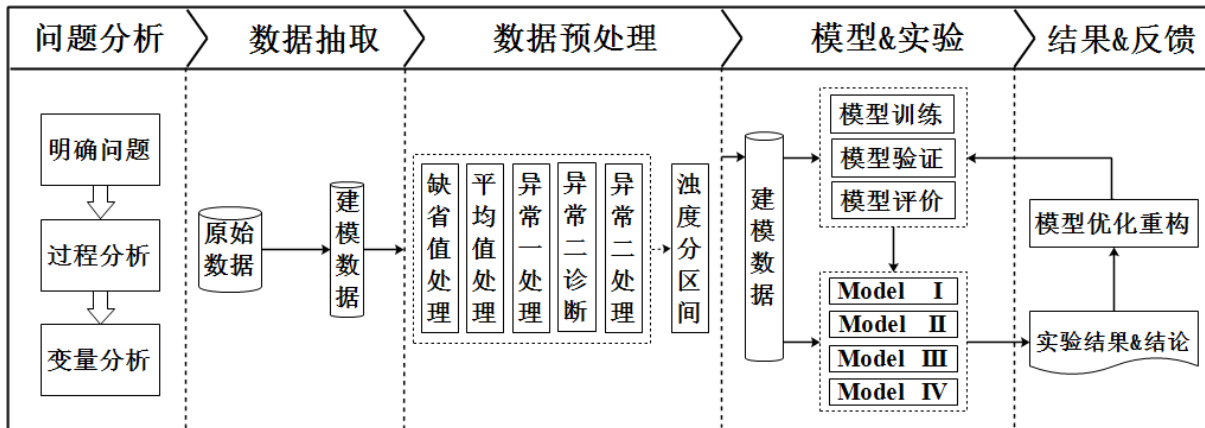 问题分析
数据抽取
数据预处理
模型&实验
结果&反馈
明确问题
过程分析
变量分析
原始
数据
建模数据
缺省值处理
平均值处理
异常一处理
异常二诊断
异常二处理
浊度分区间
建模数据
模型训练
模型验证
模型评价
Model I
Model II
Model III
Model IV
模型优化重构
实验结果&结论